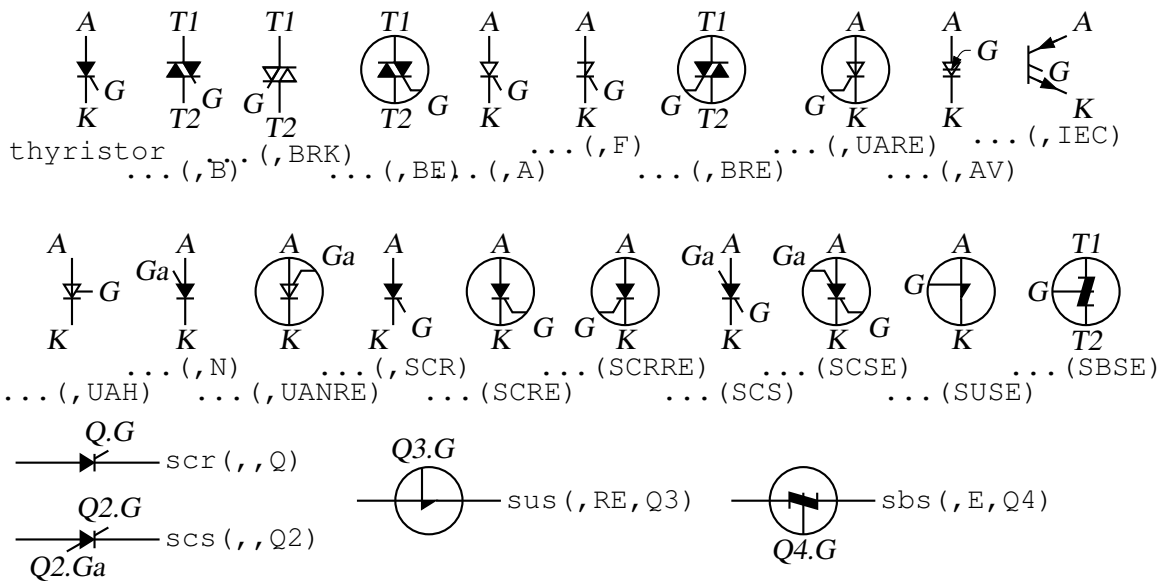 A T1 T1 T1 A A T1 A A A
G G G G G G G G G G
K T2 T2 T2 K K T2 K K K
thyristor ...(,BRK) ...(,F) ...(,UARE) ...(,IEC)
...(,B) ...(,BE) ...(,A) ...(,BRE) ...(,AV)
A A A A A A A A A T1
G Ga Ga G G G Ga G Ga G G G
K K K K K K K K K T2
...(,N) ...(,SCR) ...(SCRRE) ...(SCSE) ...(SBSE)
...(,UAH) ...(,UANRE) ...(SCRE) ...(SCS) ...(SUSE)
Q.G
scr(,,Q)
Q3.G
sus(,RE,Q3)
sbs(,E,Q4)
Q4.G
Q2.G
scs(,,Q2)
Q2.Ga